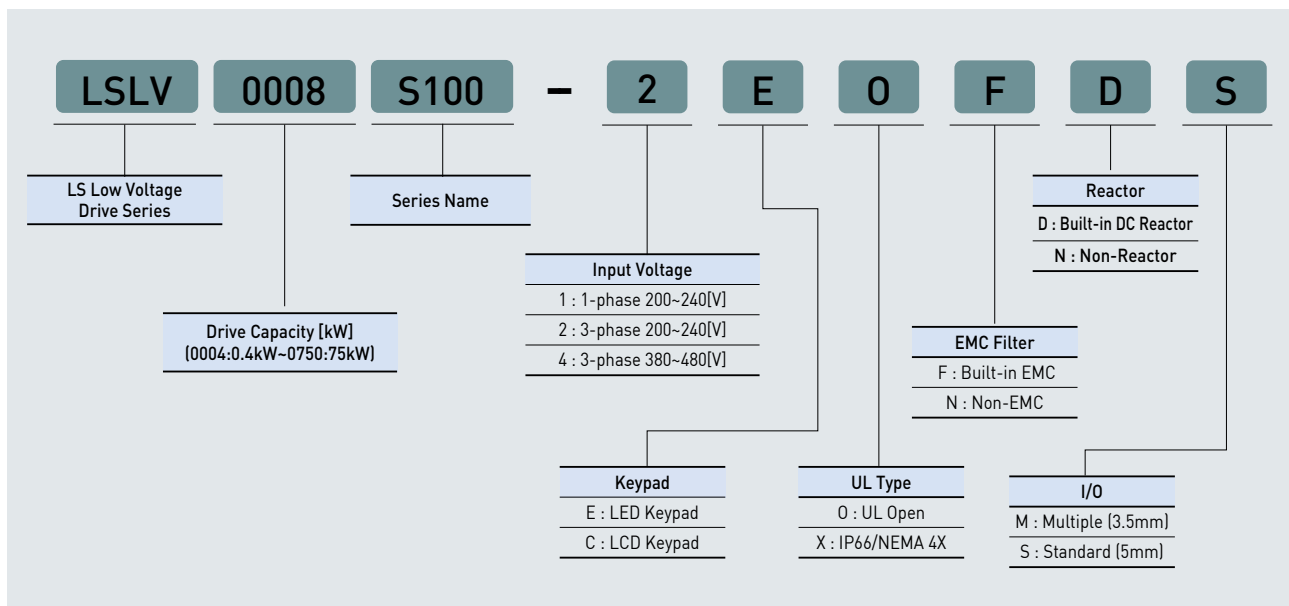 LSLV 0008 S100 - 2 E O F D S
LS Low Voltage
Drive Series
Series Name
Reactor
D : Built-in DC Reactor
N : Non-Reactor
Input Voltage
1 : 1-phase 200~240[V]
2 : 3-phase 200~240[V]
4 : 3-phase 380~480[V]
Drive Capacity [kW]
(0004:0.4kW~0750:75kW)
EMC Filter
F : Built-in EMC
N : Non-EMC
Keypad
E : LED Keypad
C : LCD Keypad
UL Type
O : UL Open
X : IP66/NEMA 4X
I/O
M : Multiple (3.5mm)
S : Standard (5mm)